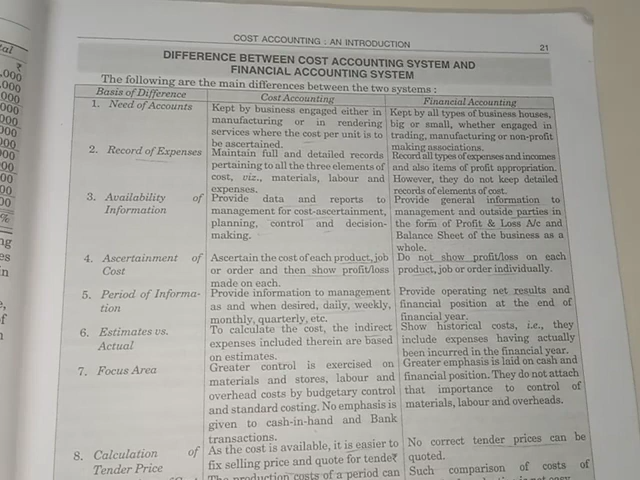 COST ACCOUNTING : AN INTRODUCTION
21
DIFFERENCE BETWEEN COST ACCOUNTING SYSTEM AND
FINANCIAL ACCOUNTING SYSTEM
The following are the main differences between the two systems :
Basis of Difference
Cost Accounting
Financial Accounting
1. Need of Accounts
Kept by business engaged either in
manufacturing or in rendering
services where the cost per unit is to
be ascertained.
Kept by all types of business houses,
big or small, whether engaged in
trading, manufacturing or non-profit
making associations.
2. Record of Expenses
Maintain full and detailed records
pertaining to all the three elements of
cost, viz., materials, labour and
expenses.
Record all types of expenses and incomes
and also items of profit appropriation.
However, they do not keep detailed
records of elements of cost.
3. Availability of
Information
Provide data and reports to
management for cost-ascertainment,
planning, control and decision-
making.
Provide general information to
management and outside parties in
the form of Profit & Loss A/c and
Balance Sheet of the business as a
whole.
4. Ascertainment of
Cost
Ascertain the cost of each product, job
or order and then show profit/loss
made on each.
Do not show profit/loss on each
product, job or order individually.
5. Period of Informa-
tion
Provide information to management
as and when desired, daily, weekly,
monthly, quarterly, etc.
Provide operating net results and
financial position at the end of
financial year.
6. Estimates vs.
Actual
To calculate the cost, the indirect
expenses included therein are based
on estimates.
Show historical costs, i.e., they
include expenses having actually
been incurred in the financial year.
7. Focus Area
Greater control is exercised on
materials and stores, labour and
overhead costs by budgetary control
and standard costing. No emphasis is
given to cash-in-hand and Bank
transactions.
Greater emphasis is laid on cash and
financial position. They do not attach
that importance to control of
materials, labour and overheads.
8. Calculation of
Tender Price
As the cost is available, it is easier to
fix selling price and quote for tender
The production costs of a period can
No correct tender prices can be
quoted.
Such comparison of costs of